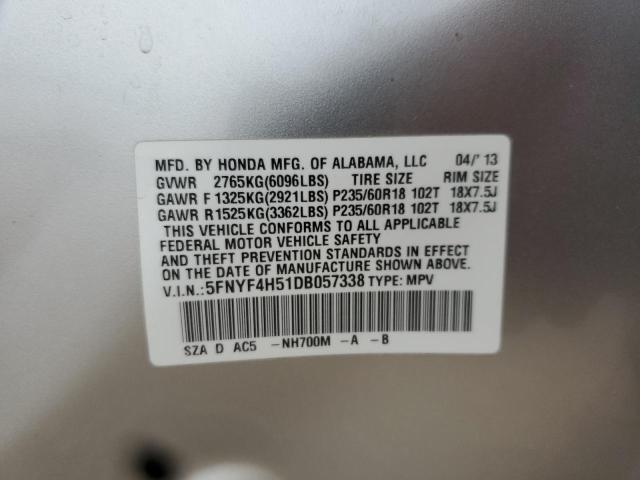 MFD. BY HONDA MFG. OF ALABAMA, LLC 04/'13
GVWR 2765KG(6096LBS) TIRE SIZE RIM SIZE
GAWR F 1325KG(2921LBS) P235/60R18 102T 18X7.5J
GAWR R1525KG(3362LBS) P235/60R18 102T 18X7.5J
THIS VEHICLE CONFORMS TO ALL APPLICABLE
FEDERAL MOTOR VEHICLE SAFETY
AND THEFT PREVENTION STANDARDS IN EFFECT
ON THE DATE OF MANUFACTURE SHOWN ABOVE.
V.I.N.:5FNYF4H51DB057338 TYPE: MPV
SZA D AC5 -NH700M -A -B